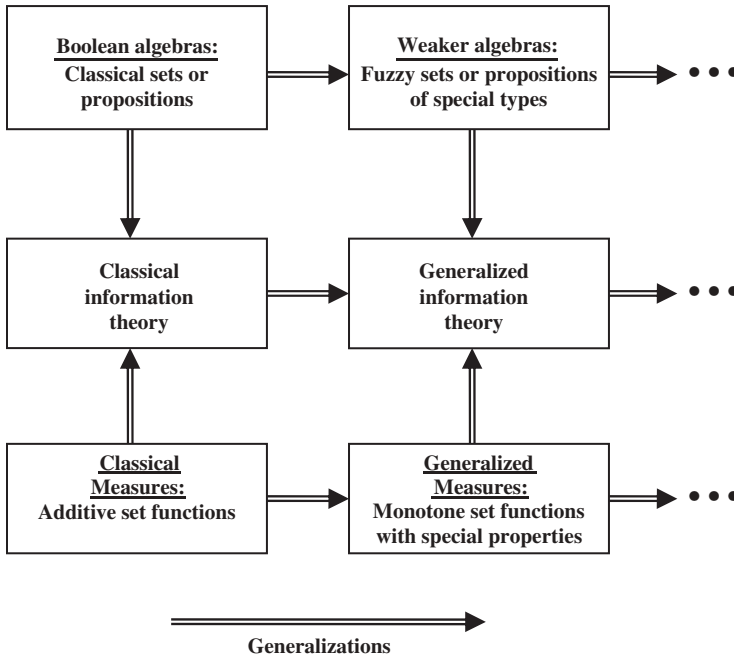 Boolean algebras:
Classical sets or
propositions
Weaker algebras:
Fuzzy sets or propositions
of special types
Classical
information
theory
Generalized
information
theory
Classical
Measures:
Additive set functions
Generalized
Measures:
Monotone set functions
with special properties
Generalizations